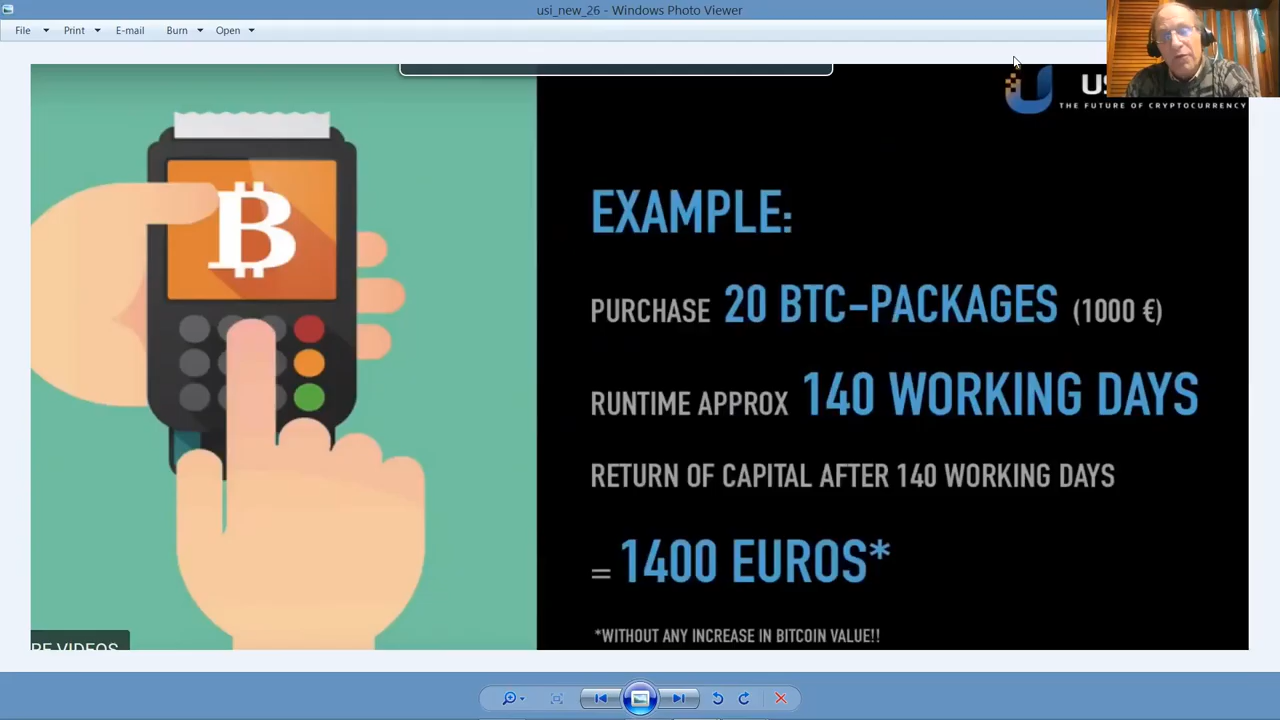 usi_new_26 - Windows Photo Viewer
File Print E-mail Burn Open
THE FUTURE OF CRYPTOCURRENCY
EXAMPLE:
PURCHASE 20 BTC-PACKAGES (1000 €)
RUNTIME APPROX 140 WORKING DAYS
RETURN OF CAPITAL AFTER 140 WORKING DAYS
= 1400 EUROS*
*WITHOUT ANY INCREASE IN BITCOIN VALUE!!
VIDEOS